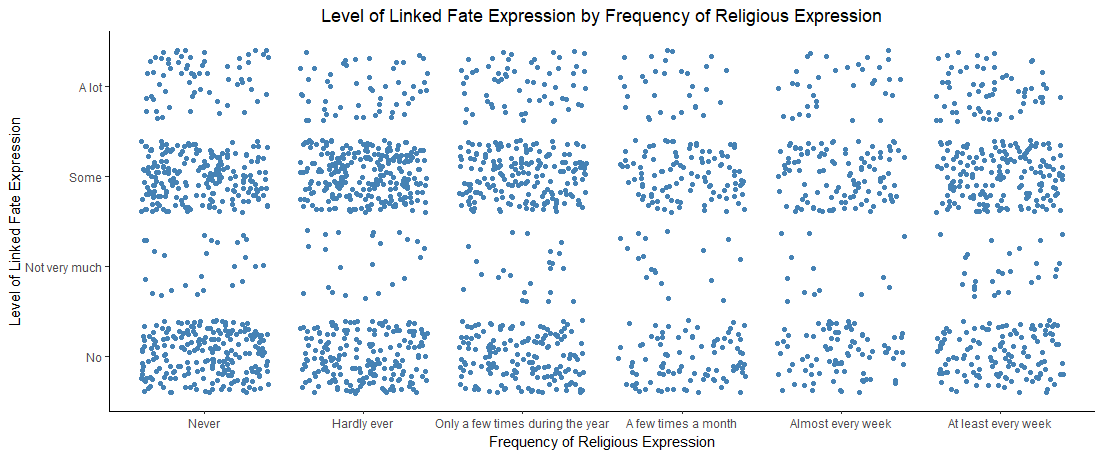 Level of Linked Fate Expression by Frequency of Religious Expression
Level of Linked Fate Expression
A lot
Some
Not very much
No
Never
Hardly ever
Only a few times during the year
A few times a month
Almost every week
At least every week
Frequency of Religious Expression